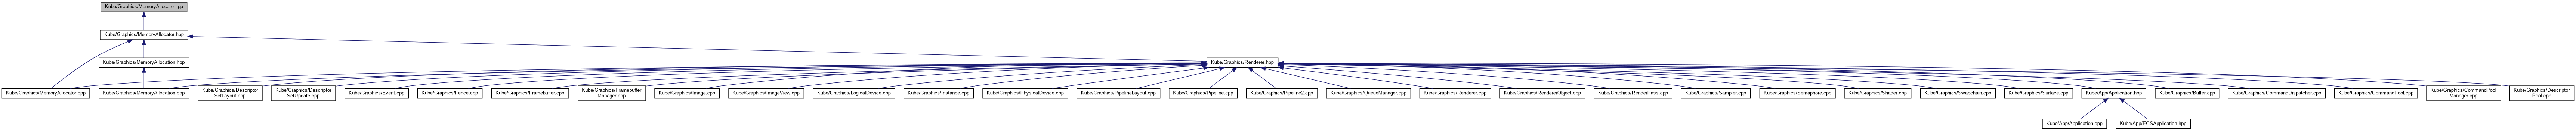 Kube/Graphics/MemoryAllocator.ipp
Kube/Graphics/MemoryAllocator.hpp
Kube/Graphics/MemoryAllocation.hpp
Kube/Graphics/Renderer.hpp
Kube/Graphics/MemoryAllocator.cpp
Kube/Graphics/MemoryAllocation.cpp
Kube/Graphics/Descriptor
SetLayout.cpp
Kube/Graphics/Descriptor
SetUpdate.cpp
Kube/Graphics/Event.cpp
Kube/Graphics/Fence.cpp
Kube/Graphics/Framebuffer.cpp
Kube/Graphics/Framebuffer
Manager.cpp
Kube/Graphics/Image.cpp
Kube/Graphics/ImageView.cpp
Kube/Graphics/LogicalDevice.cpp
Kube/Graphics/Instance.cpp
Kube/Graphics/PhysicalDevice.cpp
Kube/Graphics/PipelineLayout.cpp
Kube/Graphics/Pipeline.cpp
Kube/Graphics/Pipeline2.cpp
Kube/Graphics/QueueManager.cpp
Kube/Graphics/Renderer.cpp
Kube/Graphics/RendererObject.cpp
Kube/Graphics/RenderPass.cpp
Kube/Graphics/Sampler.cpp
Kube/Graphics/Semaphore.cpp
Kube/Graphics/Shader.cpp
Kube/Graphics/Swapchain.cpp
Kube/Graphics/Surface.cpp
Kube/App/Application.hpp
Kube/Graphics/Buffer.cpp
Kube/Graphics/CommandDispatcher.cpp
Kube/Graphics/CommandPool.cpp
Kube/Graphics/CommandPool
Manager.cpp
Kube/Graphics/Descriptor
Pool.cpp
Kube/App/Application.cpp
Kube/App/ECSApplication.hpp